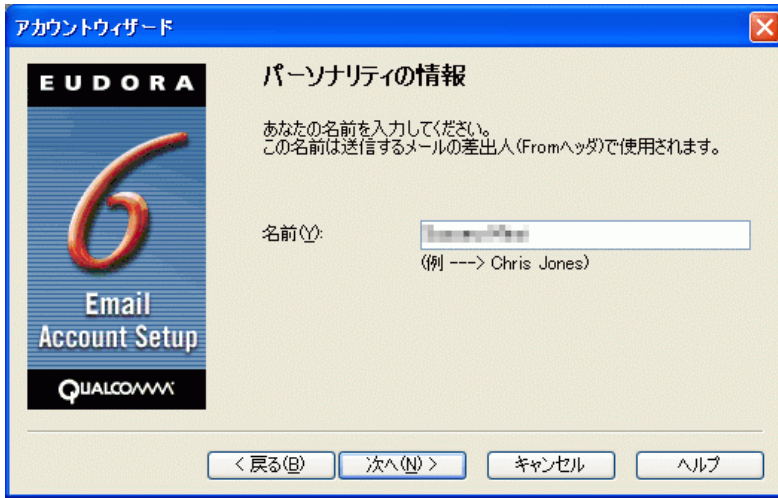 アカウントウィザード
EUDORA
6
Email
Account Setup
QUALCOMM
パーソナリティの情報
あなたの名前を入力してください。
この名前は送信するメールの差出人(Fromヘッダ)で使用されます。
名前(Y):
(例 ---> Chris Jones)
< 戻る(B)
次へ(N) >
キャンセル
ヘルプ